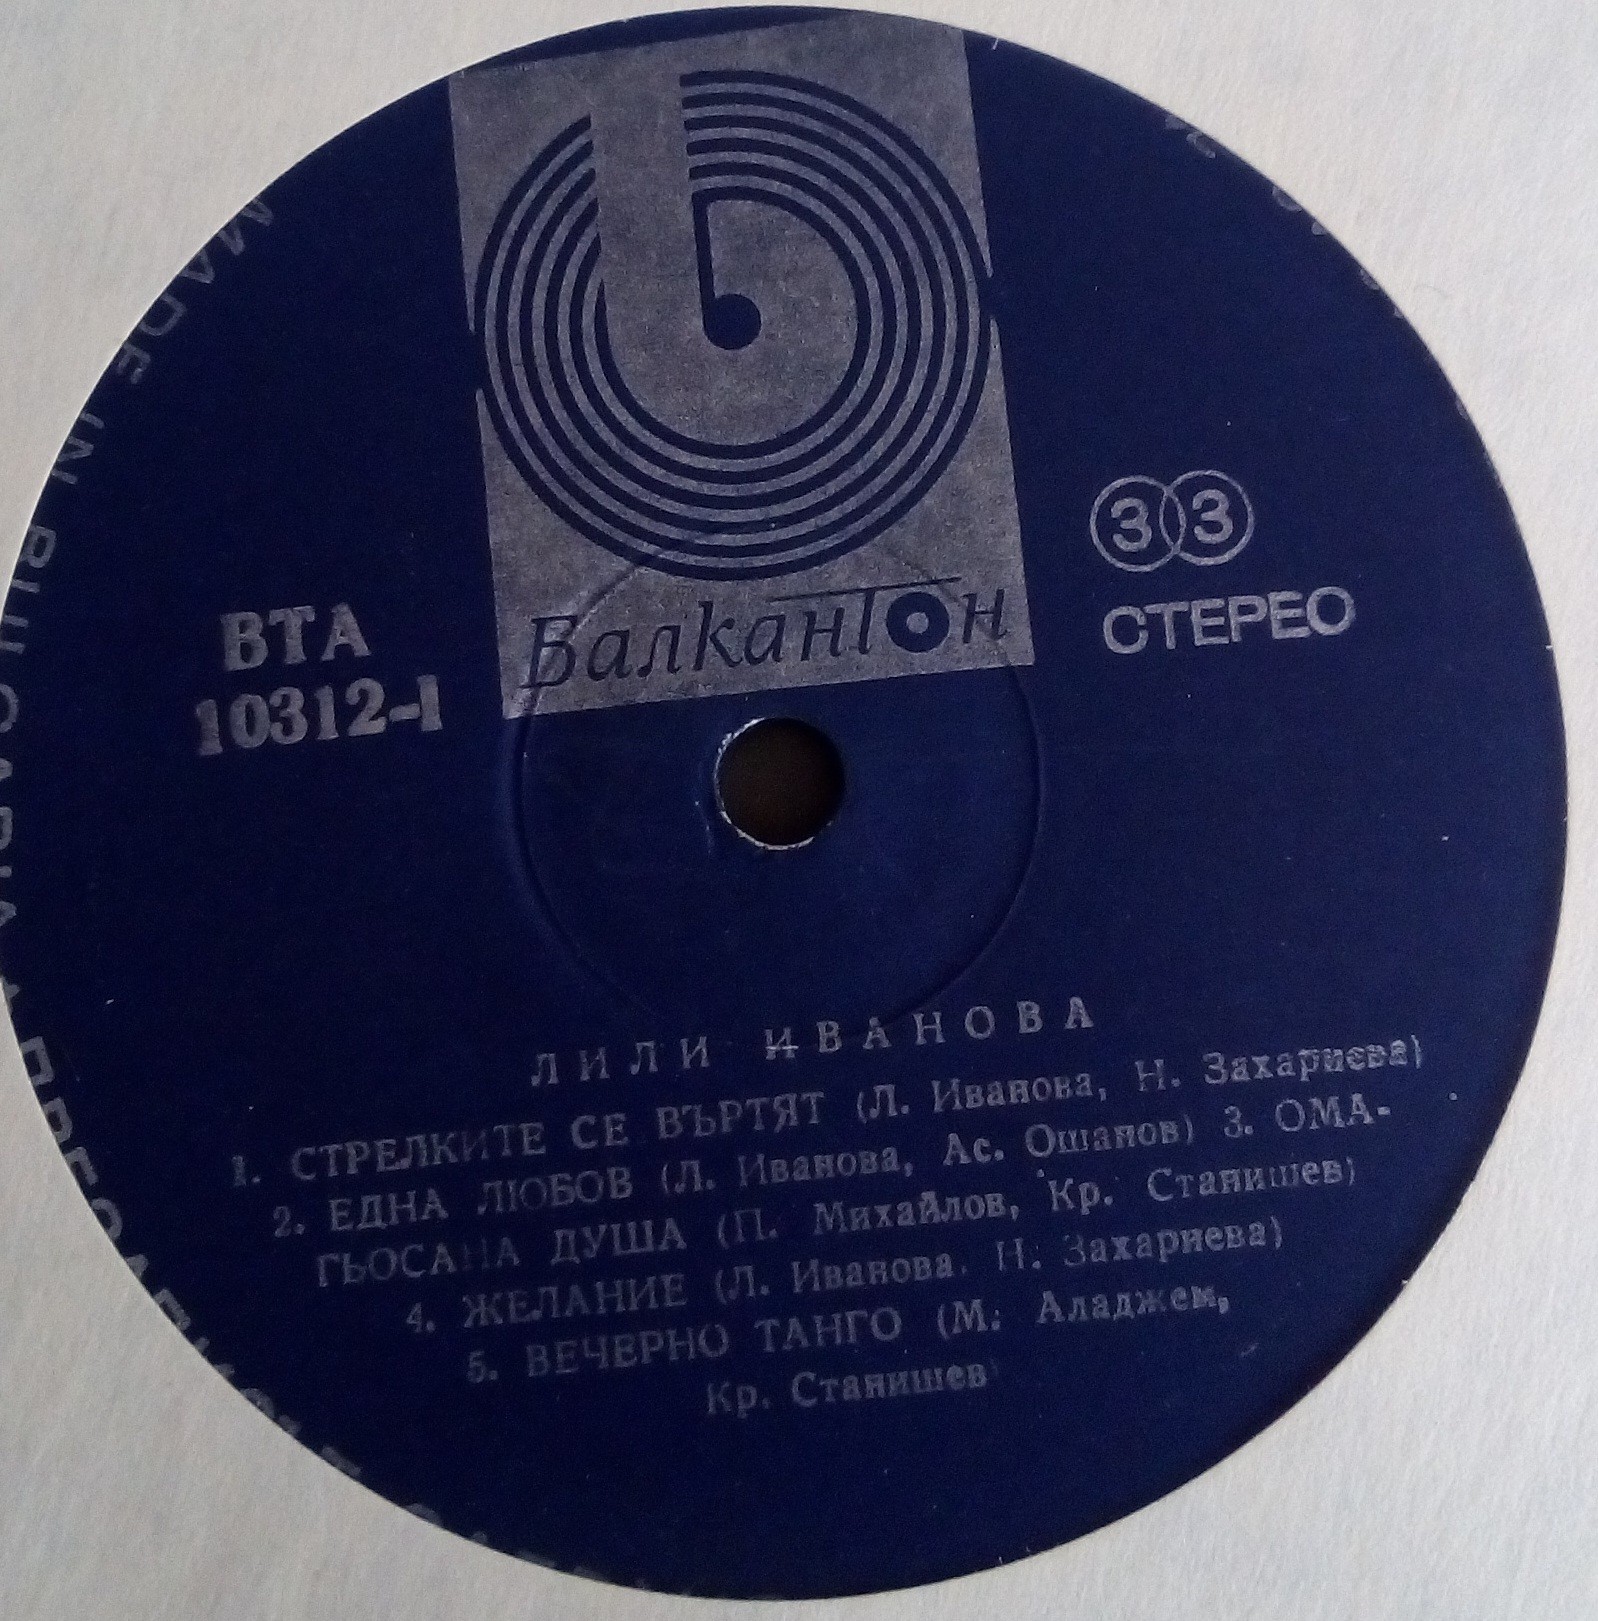 Балкантон
33
СТЕРЕО
ВТА
10312-I
ЛИЛИ ИВАНОВА
1. СТРЕЛКИТЕ СЕ ВЪРТЯТ (Л. Иванова, Н. Захариева)
2. ЕДНА ЛЮБОВ (Л. Иванова, Ас. Ошанов) 3. ОМА-
ГЬОСАНА ДУША (П. Михайлов, Кр. Станишев)
4. ЖЕЛАНИЕ (Л. Иванова, Н. Захариева)
5. ВЕЧЕРНО ТАНГО (М. Аладжем,
Кр. Станишев)
MADE IN BULGARIA